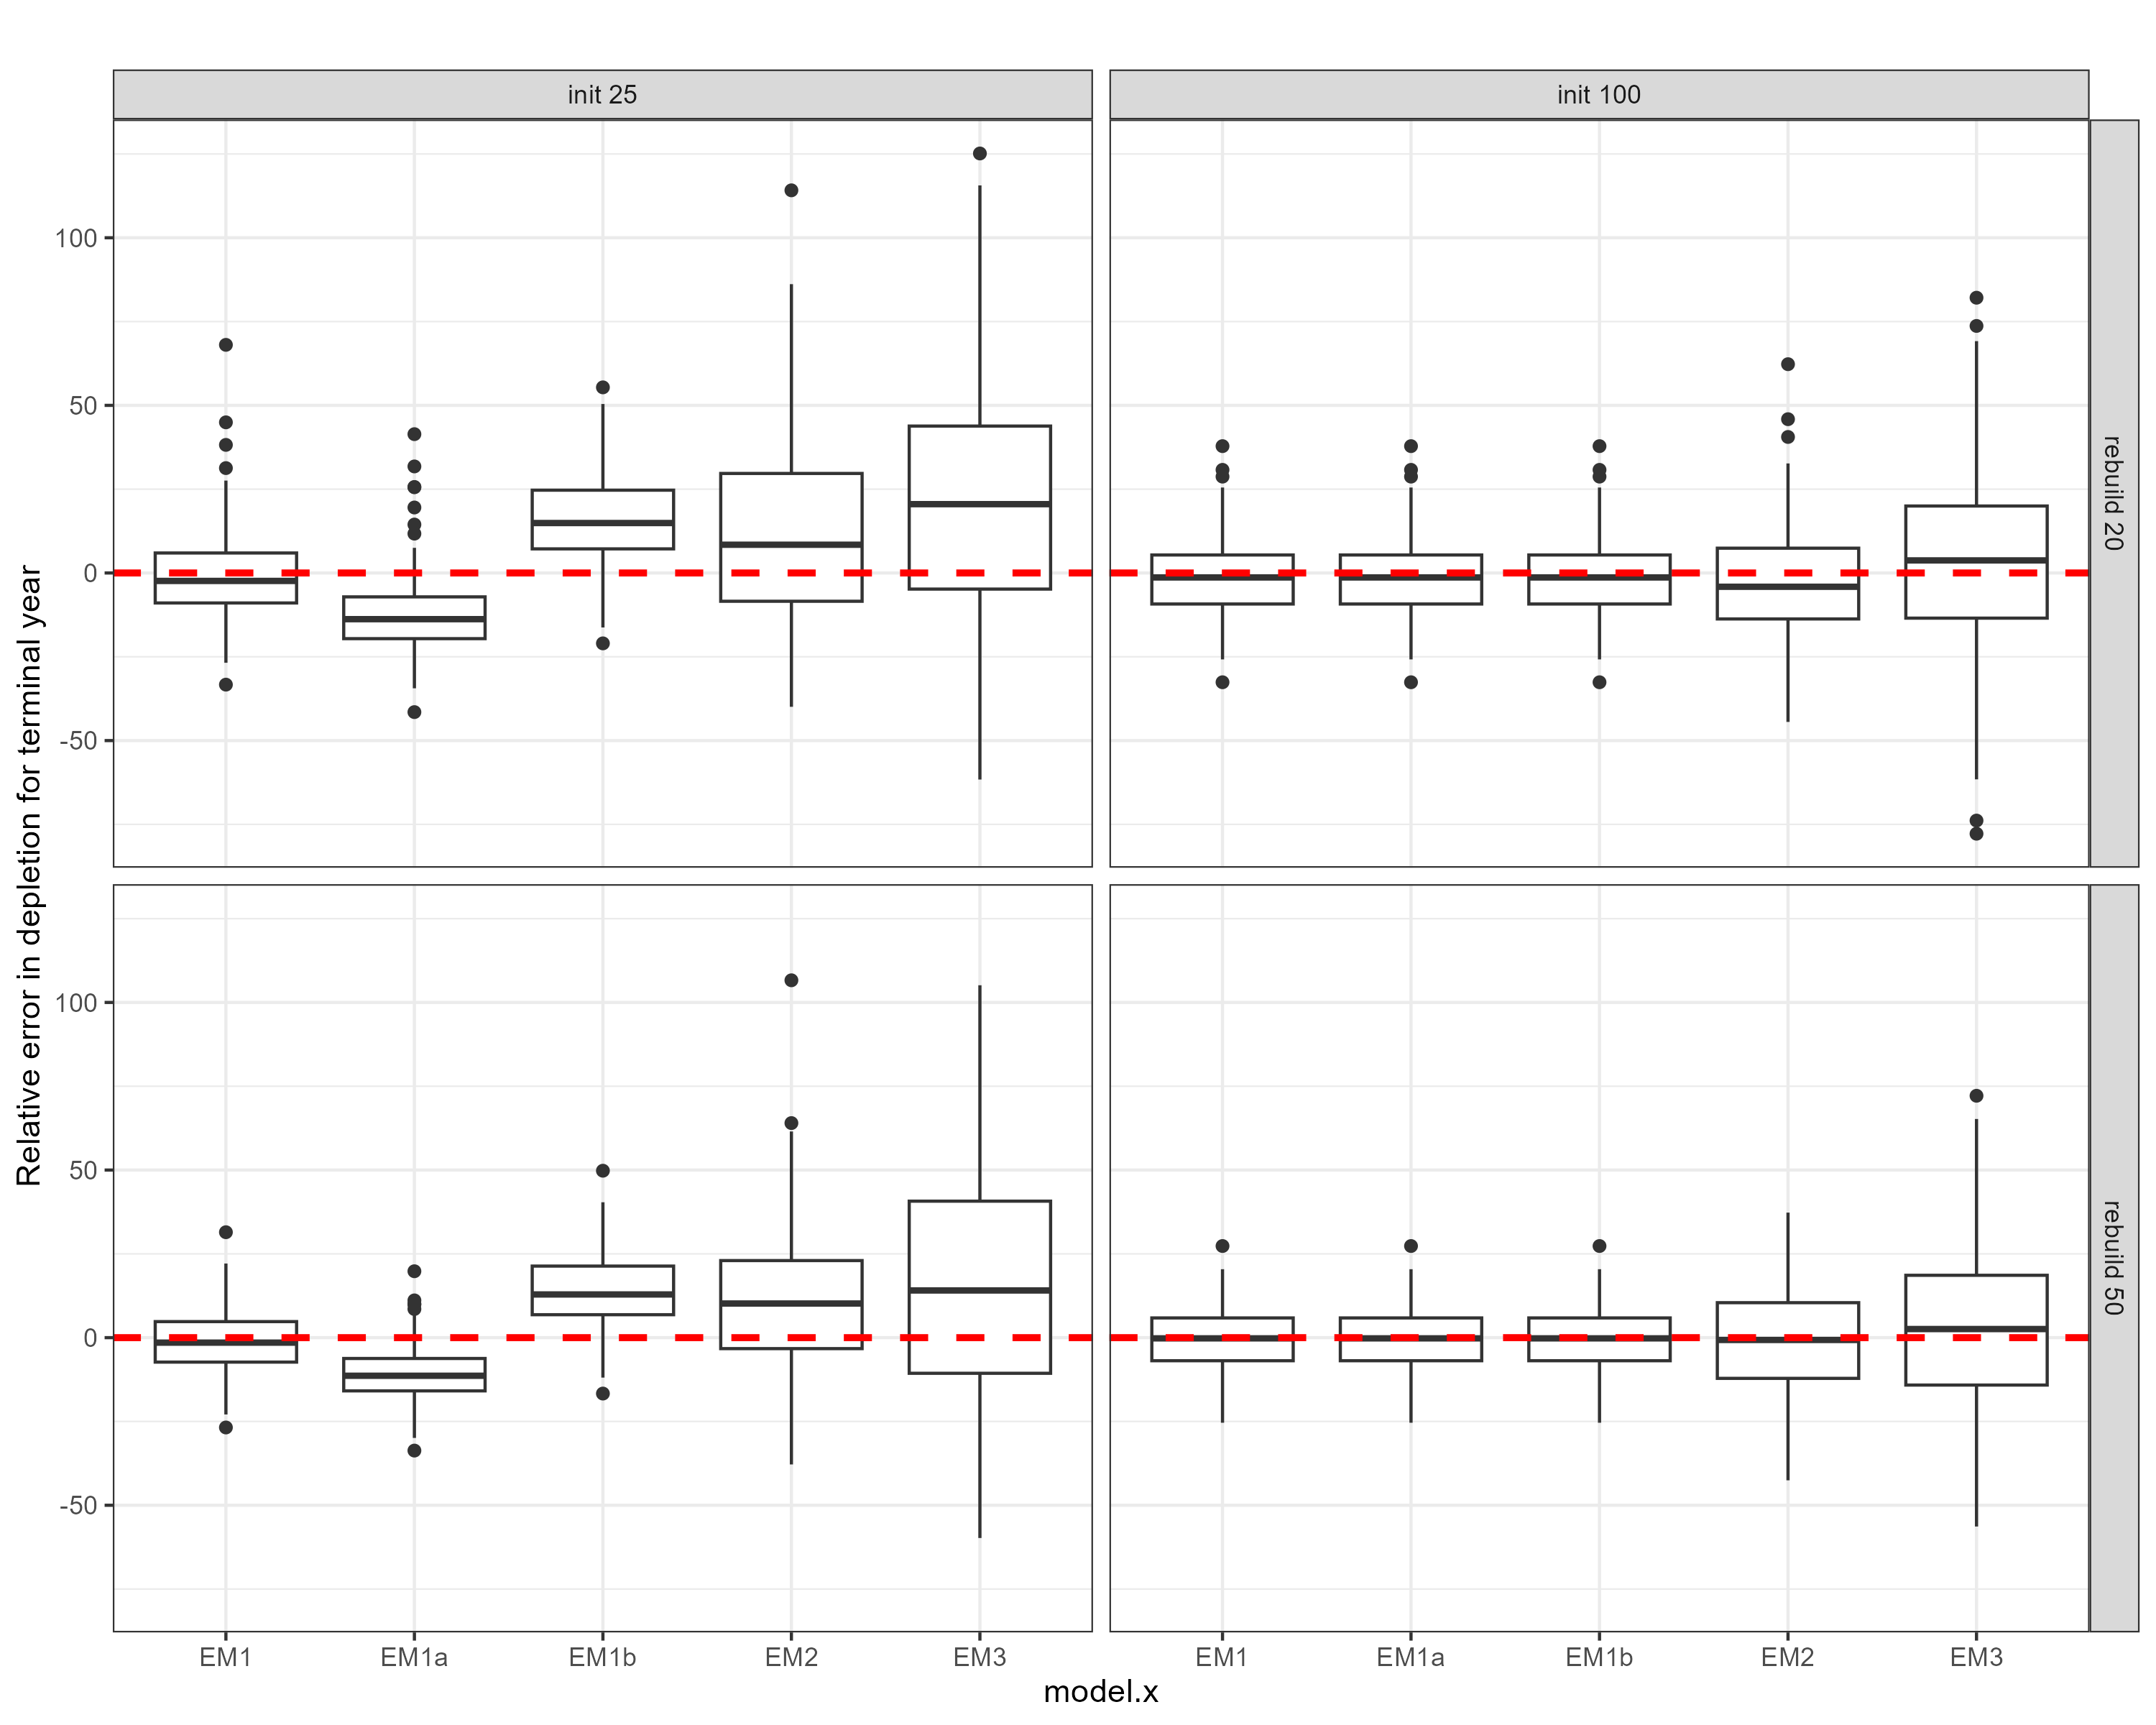 init 25
init 100
rebuild 20
rebuild 50
Relative error in depletion for terminal year
100
50
0
-50
100
50
0
-50
EM1
EM1a
EM1b
EM2
EM3
EM1
EM1a
EM1b
EM2
EM3
model.x